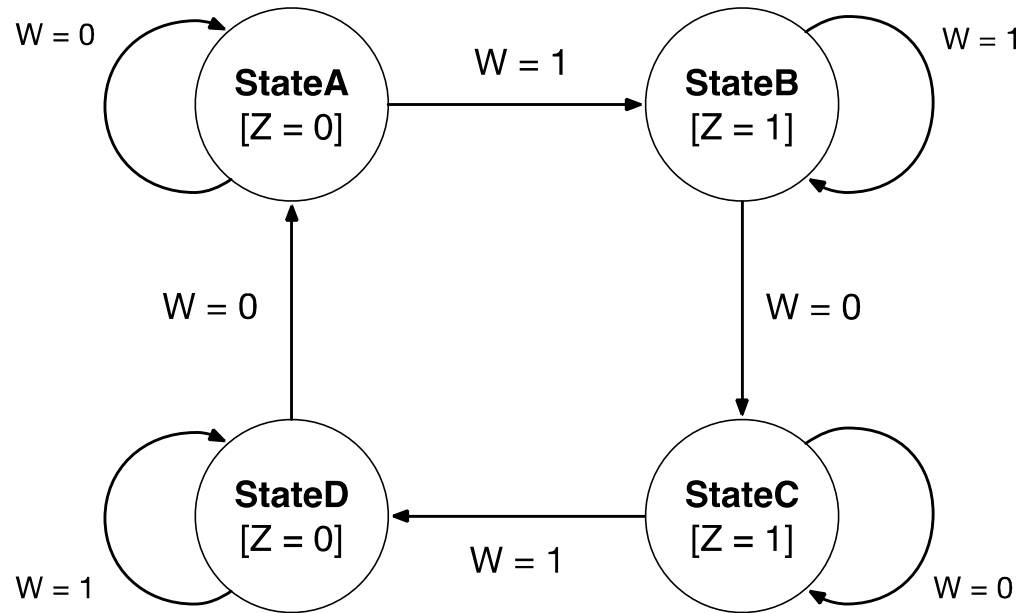 W = 0
StateA
[Z = 0]
W = 1
StateB
[Z = 1]
W = 1
W = 0
W = 0
StateD
[Z = 0]
W = 1
W = 1
StateC
[Z = 1]
W = 0